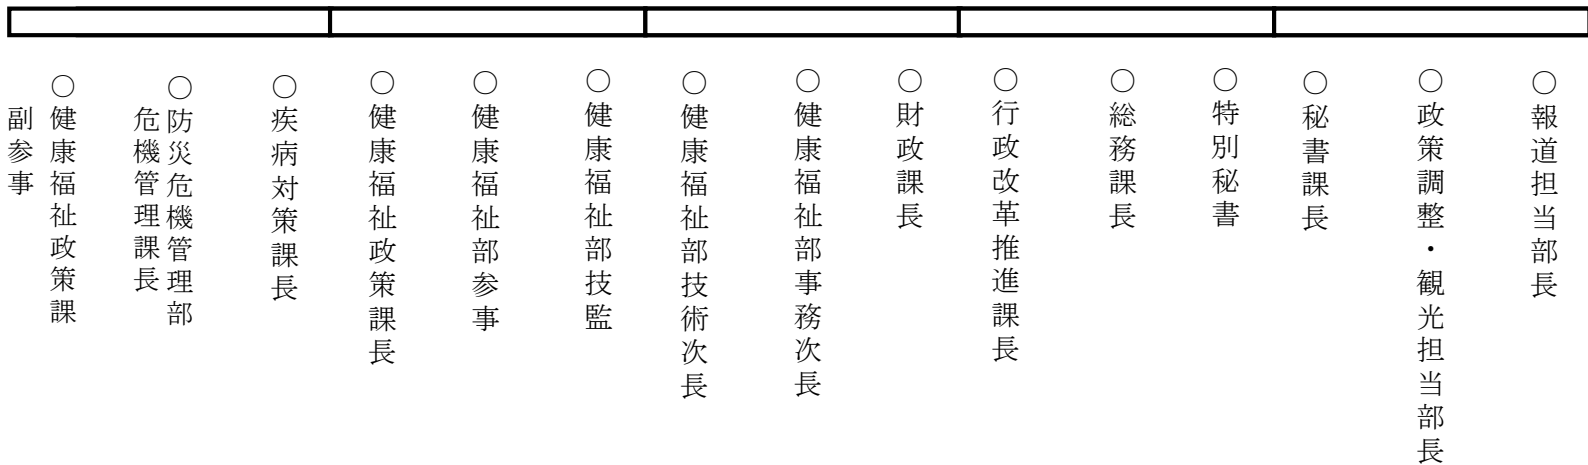 ○報道担当部長
○政策調整・観光担当部長
○秘書課長
○特別秘書
○総務課長
○行政改革推進課長
○財政課長
○健康福祉部事務次長
○健康福祉部技術次長
○健康福祉部技監
○健康福祉部参事
○健康福祉政策課長
○疾病対策課長
○防災危機管理部
危機管理課長
○健康福祉政策課
副参事